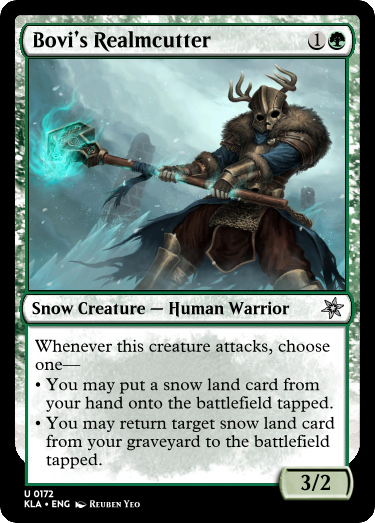 Bovi's Realmcutter 1
Snow Creature — Human Warrior
Whenever this creature attacks, choose
one—
• You may put a snow land card from
your hand onto the battlefield tapped.
• You may return target snow land card
from your graveyard to the battlefield
tapped.
3/2
U 0172
KLA • ENG Reuben Yeo